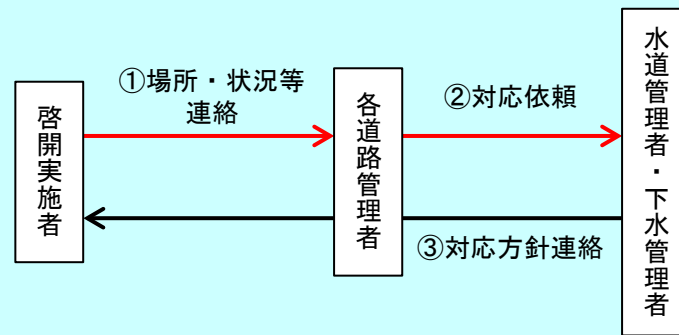 ①場所・状況等
連絡
②対応依頼
啓開実施者
各道路管理者
水道管理者・下水管理者
③対応方針連絡